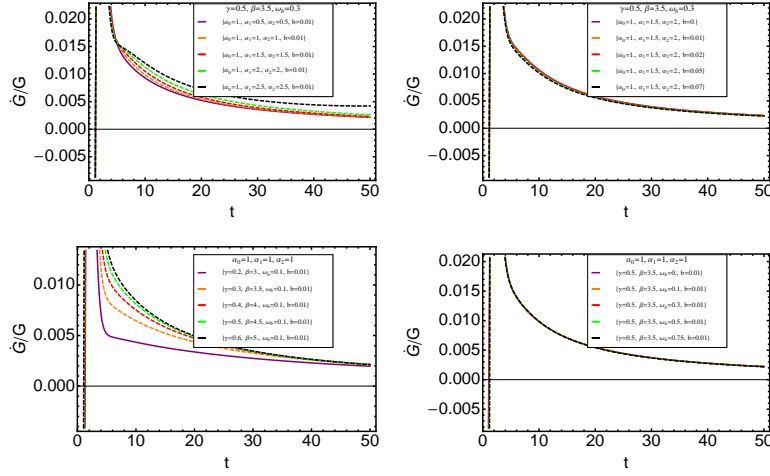 γ=0.5, β=3.5, ωb=0.3
{α0=1., α1=0.5, α2=0.5, b=0.01}
{α0=1., α1=1, α2=1., b=0.01}
{α0=1., α1=1.5, α2=1.5, b=0.01}
{α0=1., α1=2., α2=2., b=0.01}
{α0=1., α1=2.5, α2=2.5, b=0.01}
0.020
0.015
0.010
0.005
0.000
−0.005
Ġ/G
0 10 20 30 40 50
t
γ=0.5, β=3.5, ωb=0.3
{α0=1., α1=1.5, α2=2., b=0.}
{α0=1., α1=1.5, α2=2., b=0.01}
{α0=1., α1=1.5, α2=2., b=0.02}
{α0=1., α1=1.5, α2=2., b=0.05}
{α0=1., α1=1.5, α2=2., b=0.07}
0.020
0.015
0.010
0.005
0.000
−0.005
Ġ/G
0 10 20 30 40 50
t
α0=1, α1=1, α2=1
{γ=0.2, β=3., ωb=0.1, b=0.01}
{γ=0.3, β=3.5, ωb=0.1, b=0.01}
{γ=0.4, β=4., ωb=0.1, b=0.01}
{γ=0.5, β=4.5, ωb=0.1, b=0.01}
{γ=0.6, β=5., ωb=0.1, b=0.01}
0.010
0.005
0.000
Ġ/G
0 10 20 30 40 50
t
α0=1, α1=1, α2=1
{γ=0.5, β=3.5, ωb=0., b=0.01}
{γ=0.5, β=3.5, ωb=0.1, b=0.01}
{γ=0.5, β=3.5, ωb=0.3, b=0.01}
{γ=0.5, β=3.5, ωb=0.5, b=0.01}
{γ=0.5, β=3.5, ωb=0.75, b=0.01}
0.020
0.015
0.010
0.005
0.000
−0.005
Ġ/G
0 10 20 30 40 50
t